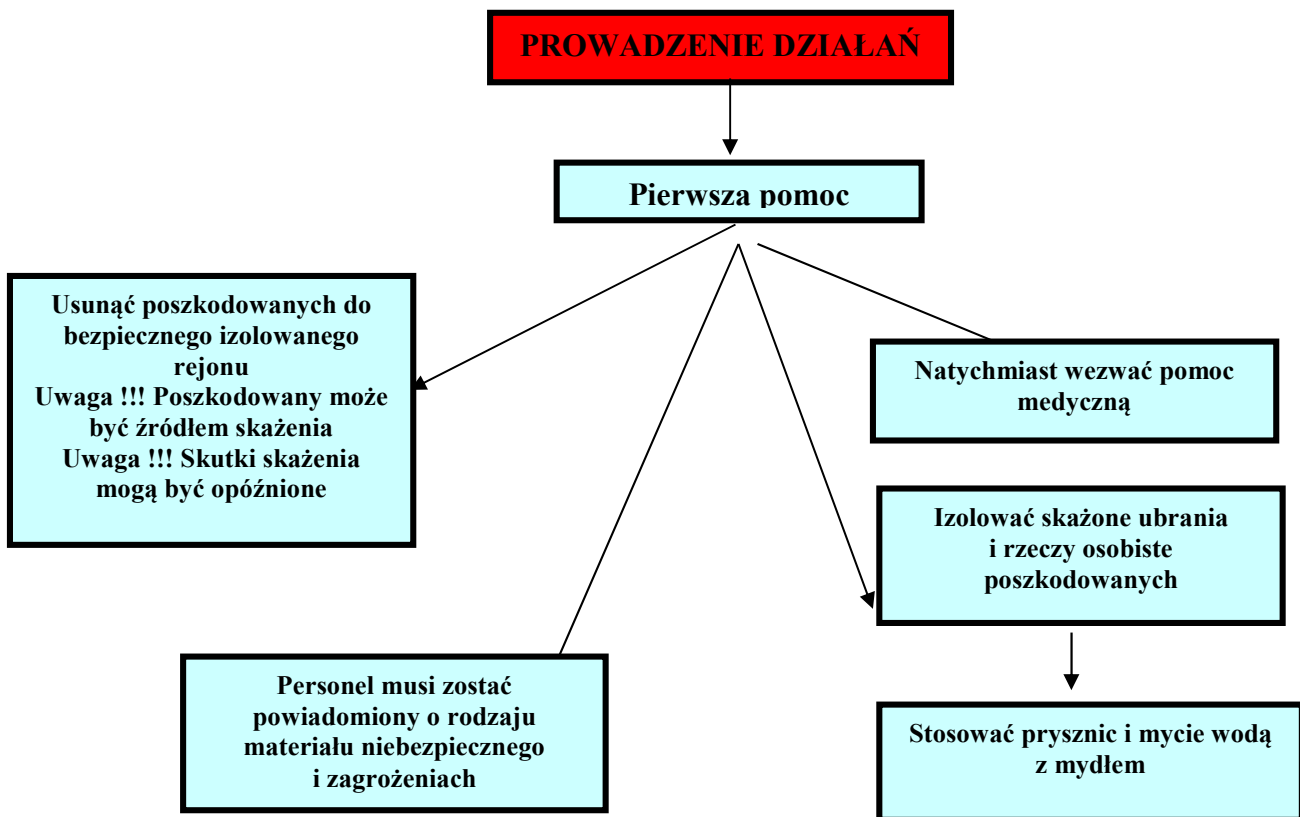 PROWADZENIE DZIAŁAŃ
Pierwsza pomoc
Usunąć poszkodowanych do
bezpiecznego izolowanego
rejonu
Uwaga !!! Poszkodowany może
być źródłem skażenia
Uwaga !!! Skutki skażenia
mogą być opóźnione
Natychmiast wezwać pomoc
medyczną
Izolować skażone ubrania
i rzeczy osobiste
poszkodowanych
Personel musi zostać
powiadomiony o rodzaju
materiału niebezpiecznego
i zagrożeniach
Stosować prysznic i mycie wodą
z mydłem